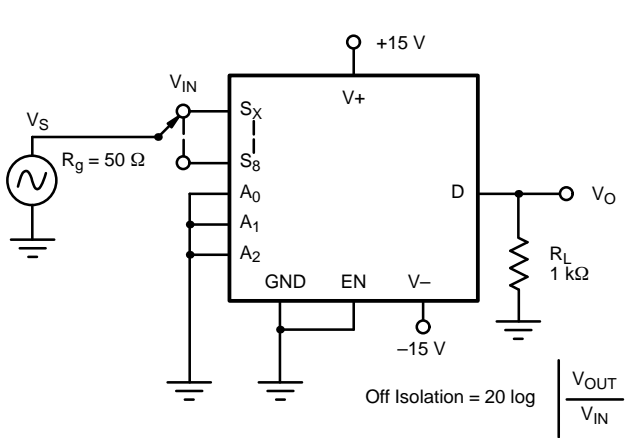 +15 V
V+
VIN
VS
Rg = 50 Ω
SX
S8
A0
A1
A2
D
VO
RL
1 kΩ
GND
EN
V–
–15 V
Off Isolation = 20 log
VOUT
VIN